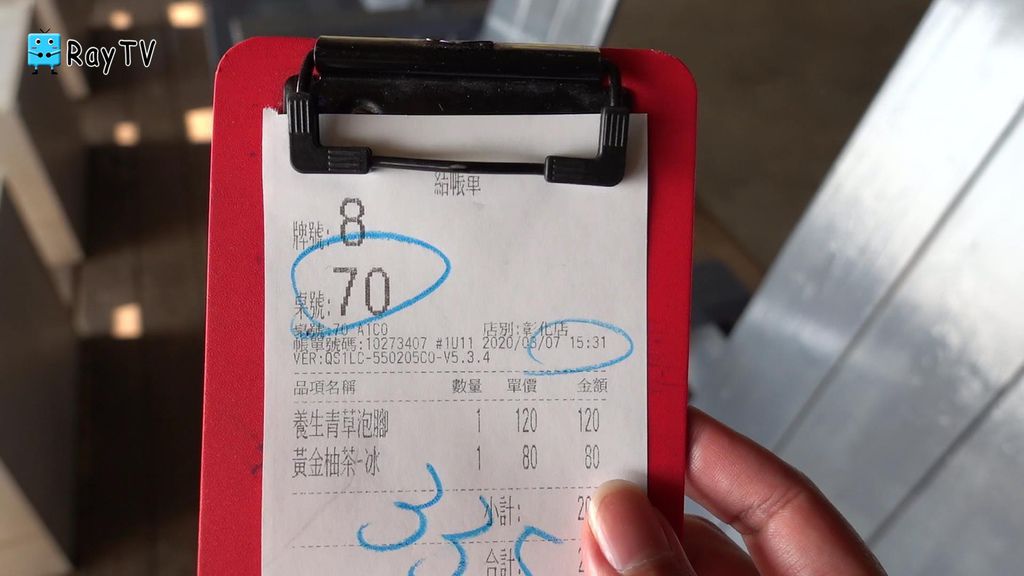 RayTV
結帳單
牌號: 8
桌號: 70
桌號:70-A1C0 店別:彰化店
帳單號碼:10273407 #1U11 2020/03/07 15:31
VER:QS1LC-550205C0-V5.3.4
品項名稱 數量 單價 金額
養生青草泡腳 1 120 120
黃金柚茶-冰 1 80 80
小計: 20
合計: 2